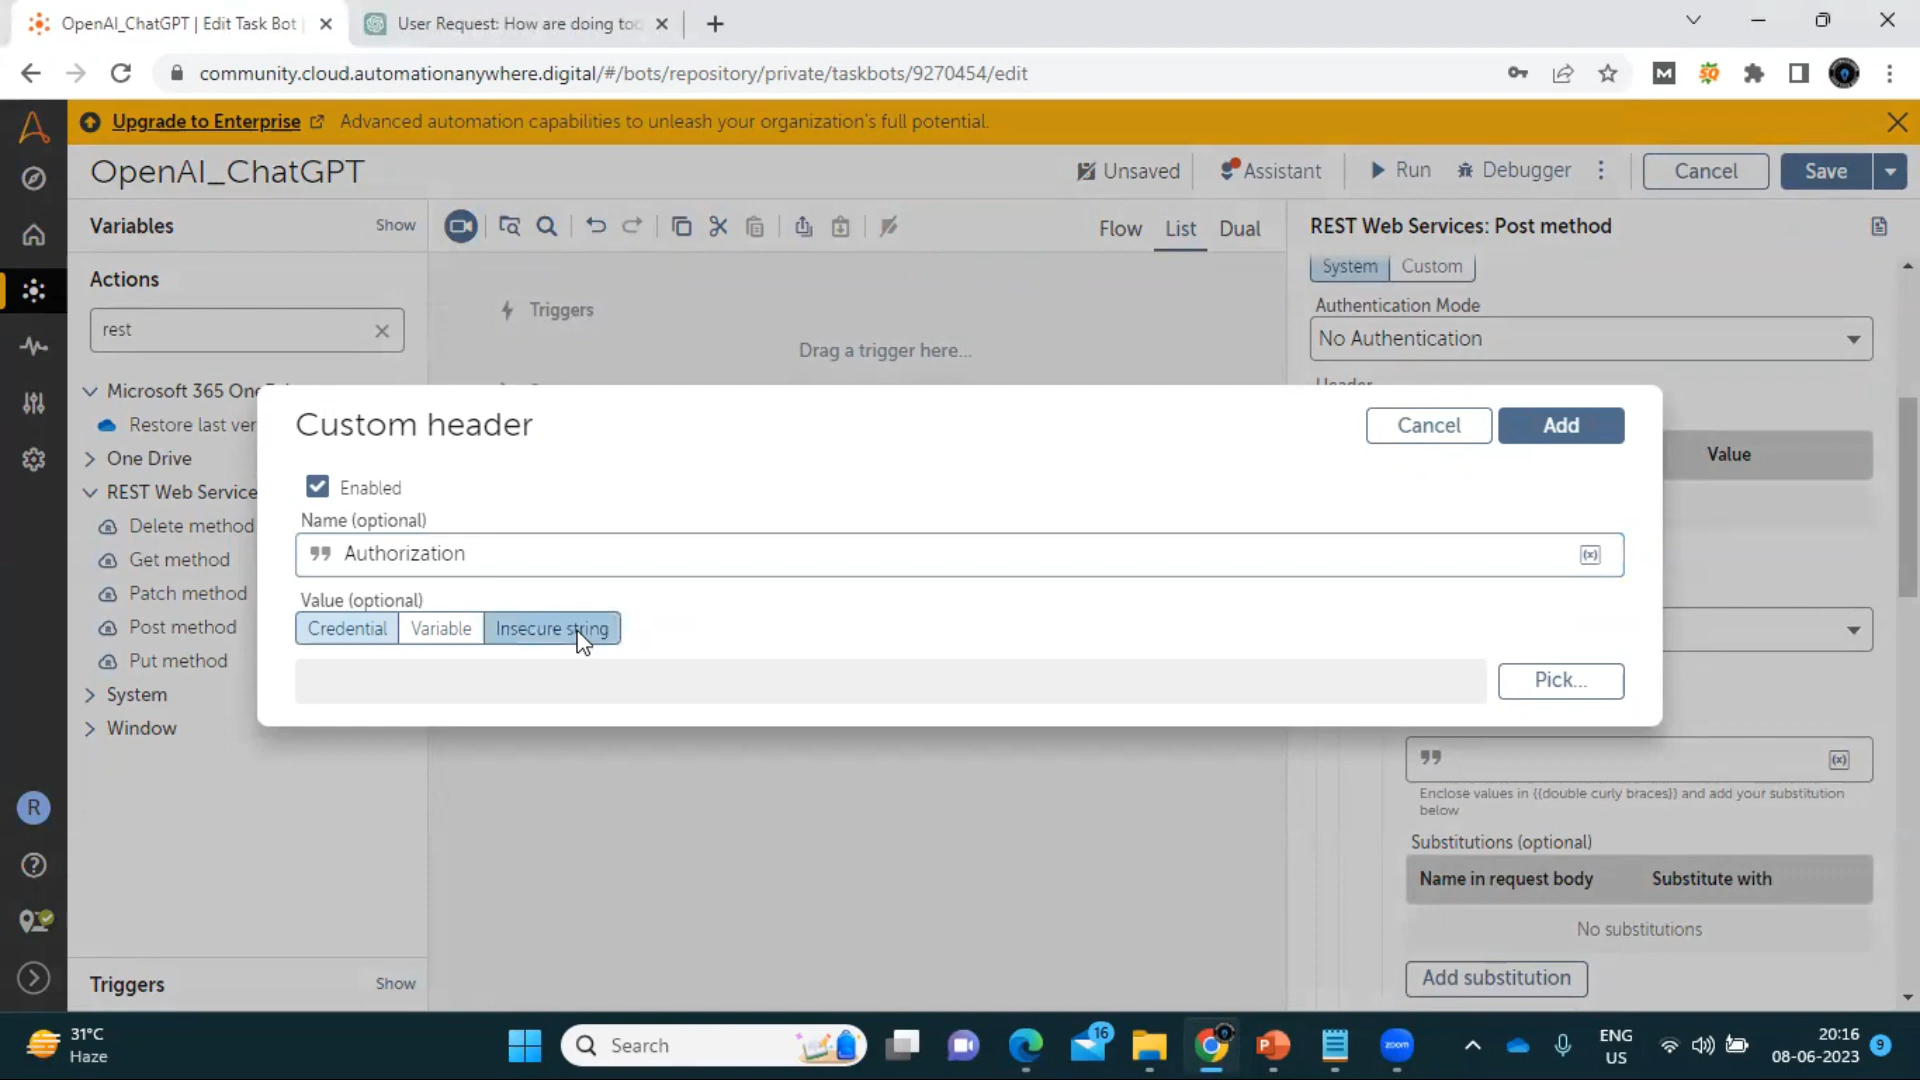 OpenAI_ChatGPT | Edit Task Bot
User Request: How are doing too
community.cloud.automationanywhere.digital/#/bots/repository/private/taskbots/9270454/edit
Upgrade to Enterprise Advanced automation capabilities to unleash your organization's full potential.
OpenAI_ChatGPT
Unsaved
Assistant
Run
Debugger
Cancel
Save
Variables
Show
Flow
List
Dual
REST Web Services: Post method
Actions
rest
Triggers
Drag a trigger here...
System
Custom
Authentication Mode
No Authentication
Microsoft 365 One
Restore last ver
One Drive
REST Web Service
Delete method
Get method
Patch method
Post method
Put method
System
Window
Custom header
Cancel
Add
Enabled
Name (optional)
Authorization
(x)
Value (optional)
Credential
Variable
Insecure string
Pick...
Value
(x)
Enclose values in {{double curly braces}} and add your substitution
below
Substitutions (optional)
Name in request body
Substitute with
No substitutions
Add substitution
R
Triggers
Show
31°C
Haze
Search
16
zoom
ENG
US
20:16
08-06-2023
9